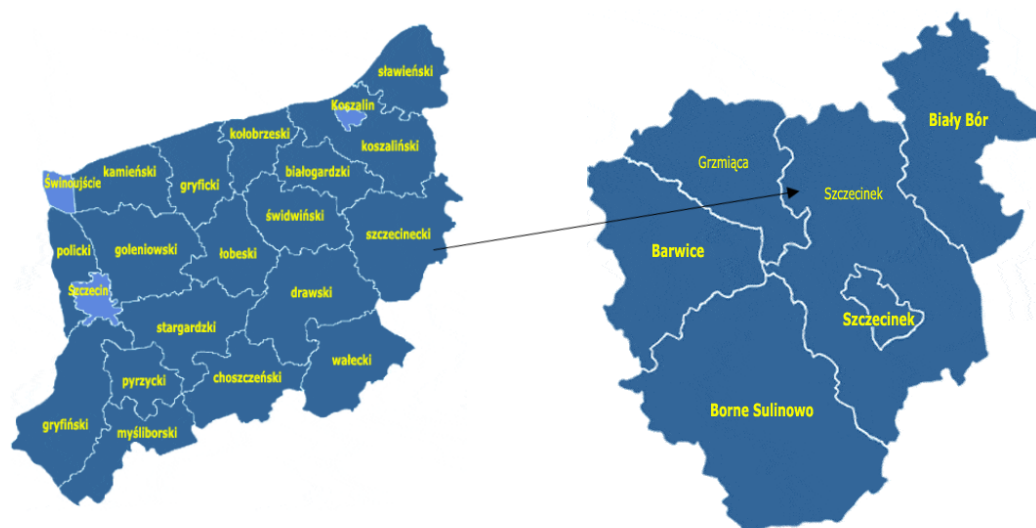 sławieński
Koszalin
kołobrzeski
koszaliński
białogardzki
kamieński
Świnoujście
gryficki
świdwiński
szczecinecki
policki
goleniowski
łobeski
Szczecin
drawski
stargardzki
wałecki
pyrzycki
choszczeński
gryfiński
myśliborski
Biały Bór
Grzmiąca
Szczecinek
Barwice
Szczecinek
Borne Sulinowo